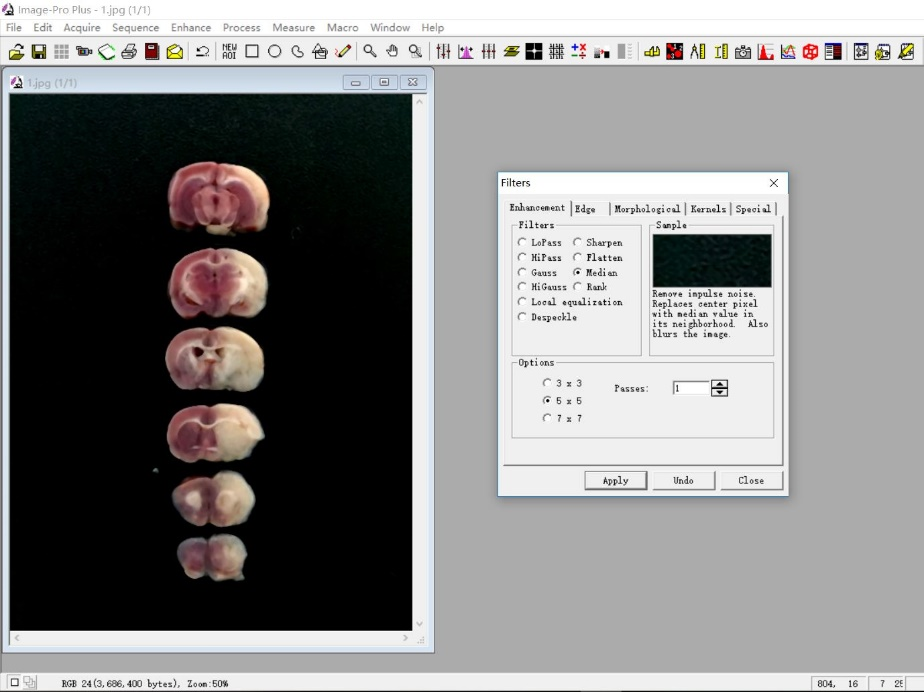 Image-Pro Plus - 1.jpg (1/1)
File Edit Acquire Sequence Enhance Process Measure Macro Window Help
NEW
AOI
1.jpg (1/1)
Filters
Enhancement Edge Morphological Kernels Special
Filters
LoPass Sharpen
HiPass Flatten
Gauss Median
HiGauss Rank
Local equalization
Despeckle
Sample
Remove impulse noise.
Replaces center pixel
with median value in
its neighborhood. Also
blurs the image.
Options
3 x 3
5 x 5
7 x 7
Passes: 1
Apply Undo Close
RGB 24(3,686,400 bytes), Zoom:50%
804, 16
7 25